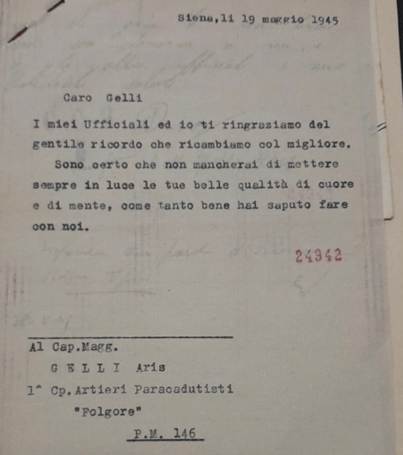 Siena,li 19 maggio 1945
Caro Gelli
I miei Ufficiali ed io ti ringraziamo del
gentile ricordo che ricambiamo col migliore.
Sono certo che non mancherai di mettere
sempre in luce le tue belle qualità di cuore
e di mente, come tanto bene hai saputo fare
con noi.
24342
Al Cap.Magg.
G E L L I Aris
1^ Cp.Artieri Paracadutisti
"Folgore"
P.M. 146